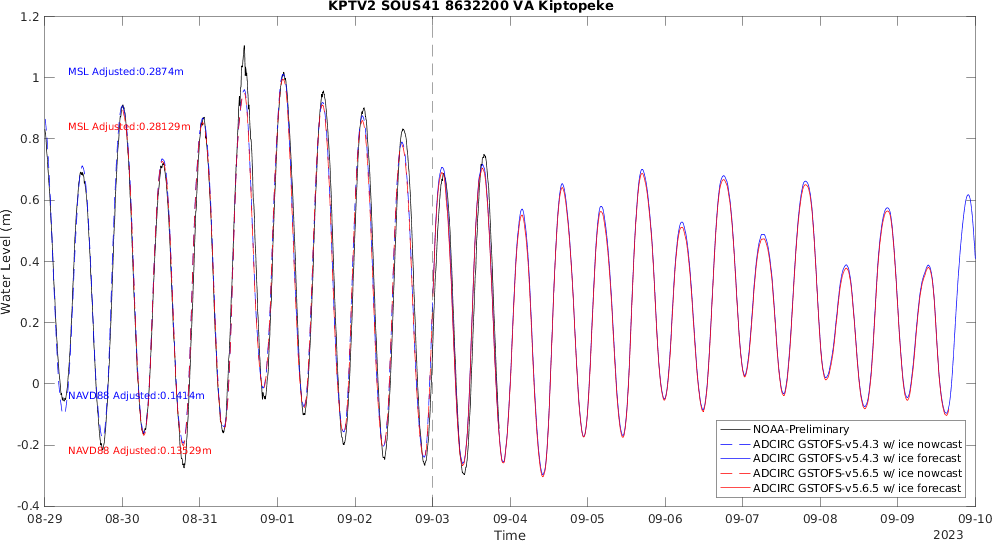 KPTV2 SOUS41 8632200 VA Kiptopeke
1.2
1
0.8
0.6
0.4
0.2
0
-0.2
-0.4
Water Level (m)
MSL Adjusted:0.2874m
MSL Adjusted:0.28129m
NAVD88 Adjusted:0.1414m
NAVD88 Adjusted:0.13529m
NOAA-Preliminary
ADCIRC GSTOFS-v5.4.3 w/ ice nowcast
ADCIRC GSTOFS-v5.4.3 w/ ice forecast
ADCIRC GSTOFS-v5.6.5 w/ ice nowcast
ADCIRC GSTOFS-v5.6.5 w/ ice forecast
08-29 08-30 08-31 09-01 09-02 09-03 09-04 09-05 09-06 09-07 09-08 09-09 09-10
Time
2023